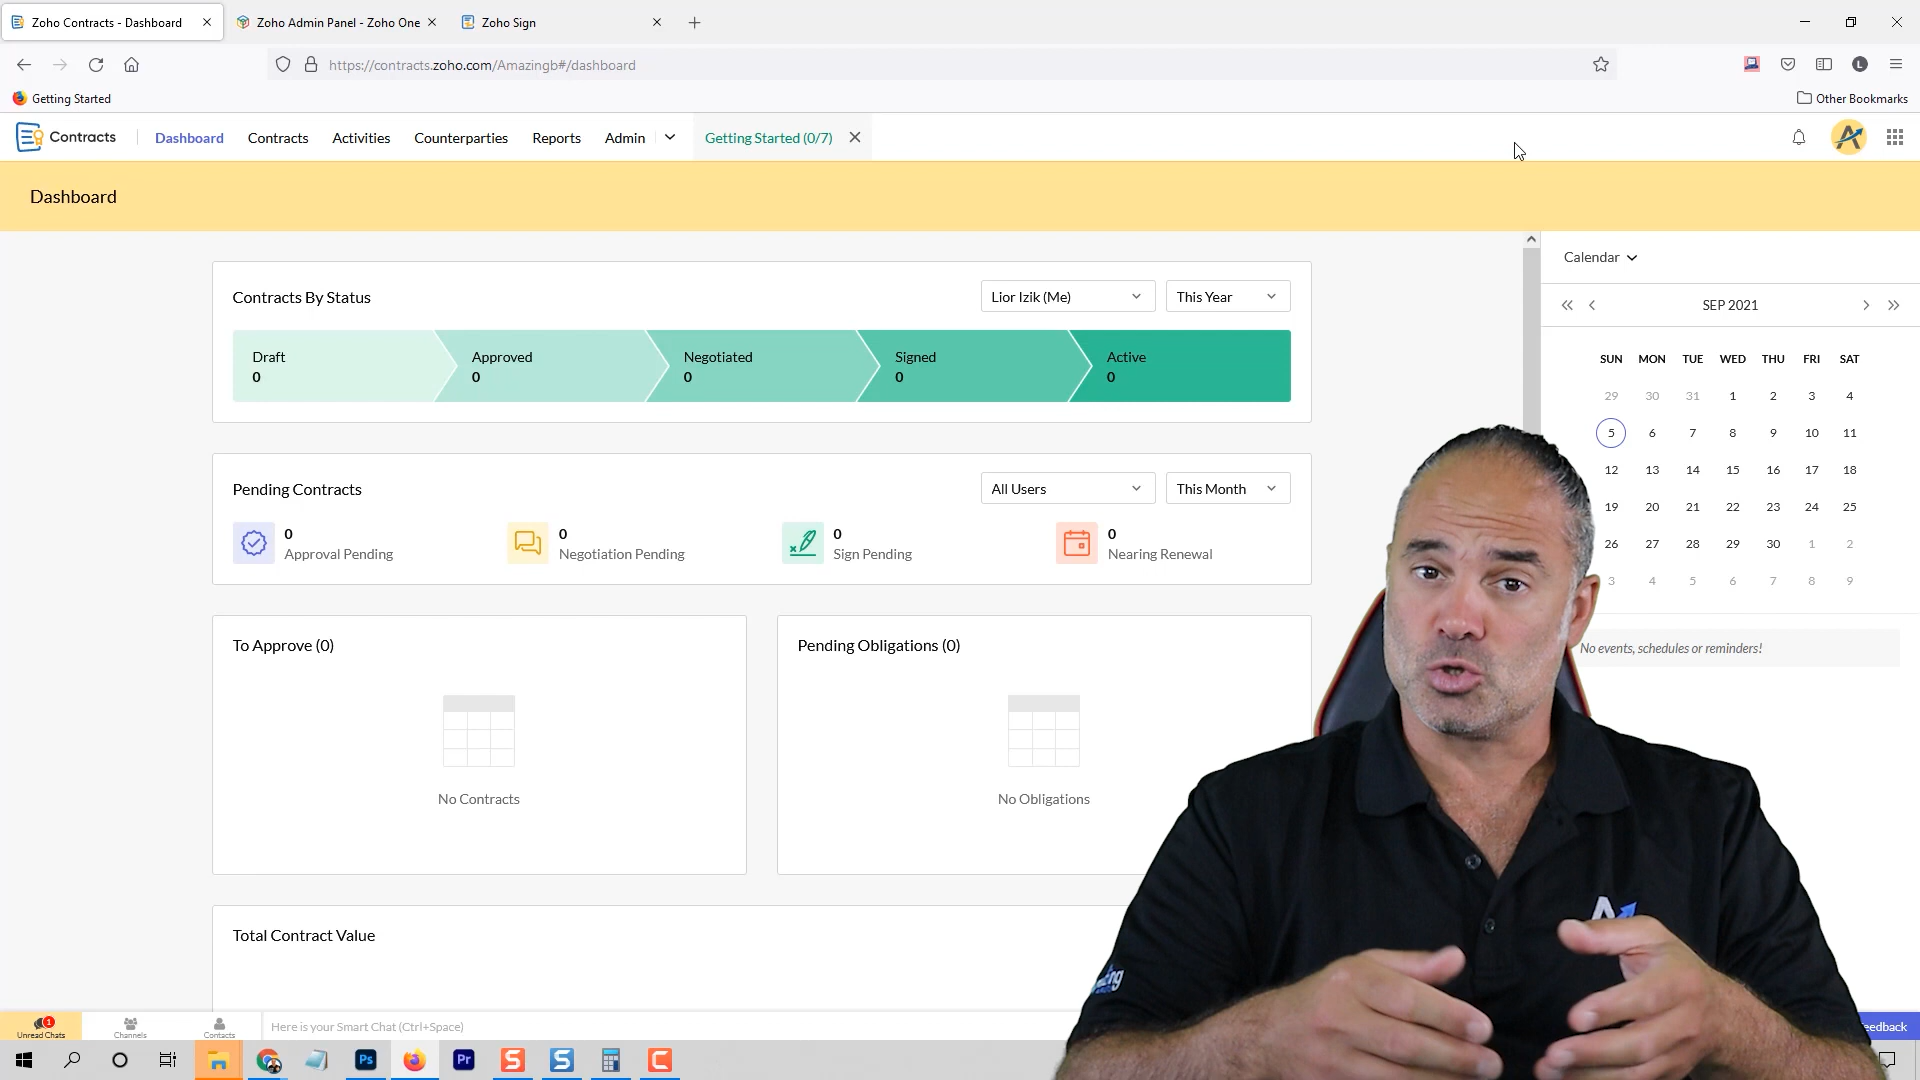 Zoho Contracts - Dashboard
Zoho Admin Panel - Zoho One
Zoho Sign
https://contracts.zoho.com/Amazingb#/dashboard
Getting Started
Other Bookmarks
Contracts
Dashboard
Contracts
Activities
Counterparties
Reports
Admin
Getting Started (0/7)
Dashboard
Contracts By Status
Lior Izik (Me)
This Year
Draft
0
Approved
0
Negotiated
0
Signed
0
Active
0
Pending Contracts
All Users
This Month
0
Approval Pending
0
Negotiation Pending
0
Sign Pending
0
Nearing Renewal
To Approve (0)
No Contracts
Pending Obligations (0)
No Obligations
Total Contract Value
Calendar
SEP 2021
SUN MON TUE WED THU FRI SAT
29 30 31 1 2 3 4
5 6 7 8 9 10 11
12 13 14 15 16 17 18
19 20 21 22 23 24 25
26 27 28 29 30 1 2
3 4 5 6 7 8 9
No events, schedules or reminders!
1
Unread Chats
Channels
Contacts
Here is your Smart Chat (Ctrl+Space)
Ps
Pr
S
S
C
L